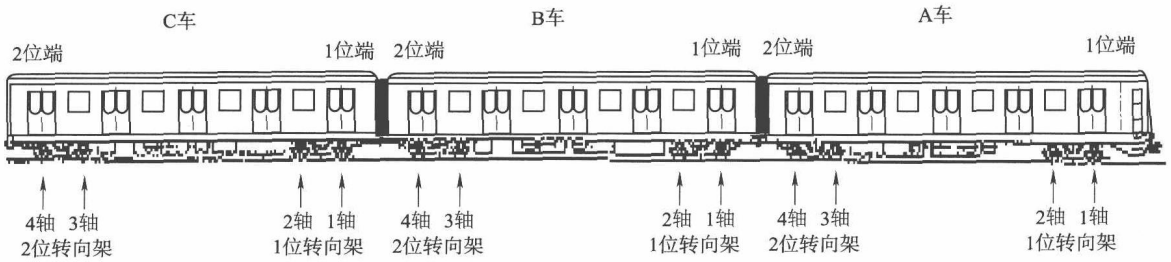 C车 B车 A车
2位端 1位端 2位端 1位端 2位端 1位端
4轴 3轴 2轴 1轴 4轴 3轴 2轴 1轴 4轴 3轴 2轴 1轴
2位转向架 1位转向架 2位转向架 1位转向架 2位转向架 1位转向架